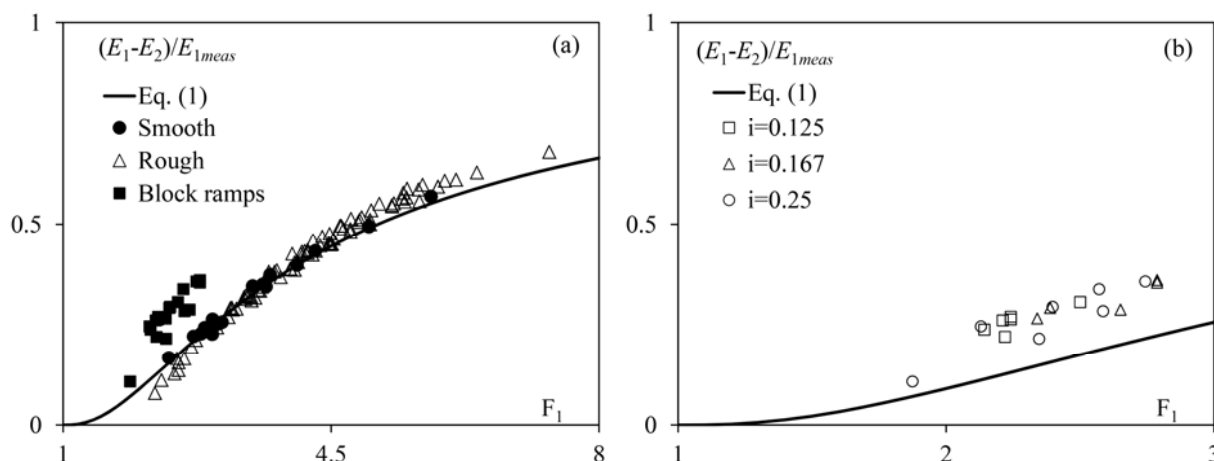 1
(E₁-E₂)/E₁meas
(a)
Eq. (1)
Smooth
Rough
Block ramps
0.5
0
F₁
1
4.5
8
1
(E₁-E₂)/E₁meas
(b)
Eq. (1)
i=0.125
i=0.167
i=0.25
0.5
0
F₁
1
2
3